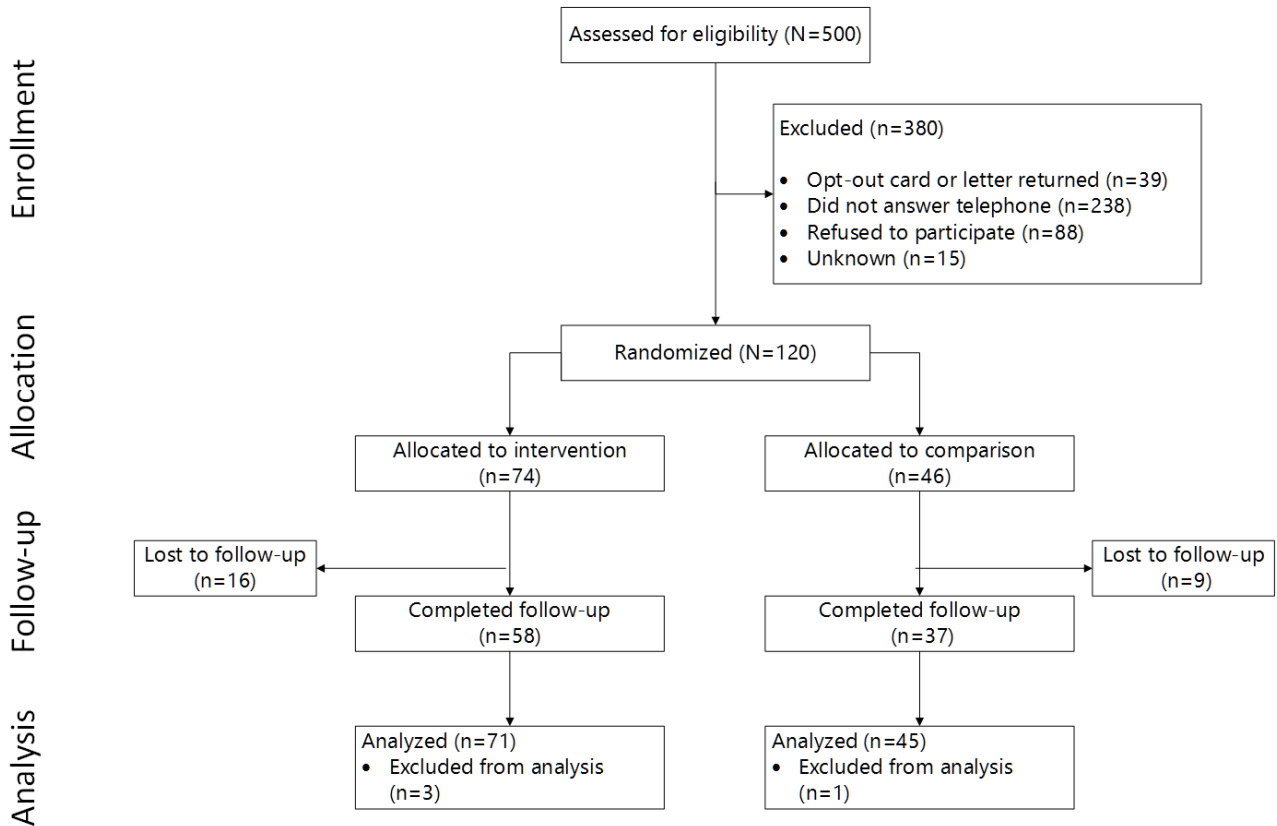 Enrollment
Assessed for eligibility (N=500)
Excluded (n=380)
• Opt-out card or letter returned (n=39)
• Did not answer telephone (n=238)
• Refused to participate (n=88)
• Unknown (n=15)
Allocation
Randomized (N=120)
Allocated to intervention
(n=74)
Allocated to comparison
(n=46)
Follow-up
Lost to follow-up
(n=16)
Lost to follow-up
(n=9)
Completed follow-up
(n=58)
Completed follow-up
(n=37)
Analysis
Analyzed (n=71)
• Excluded from analysis
(n=3)
Analyzed (n=45)
• Excluded from analysis
(n=1)